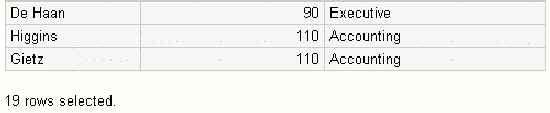 De Haan 90 Executive
Higgins 110 Accounting
Gietz 110 Accounting
19 rows selected.